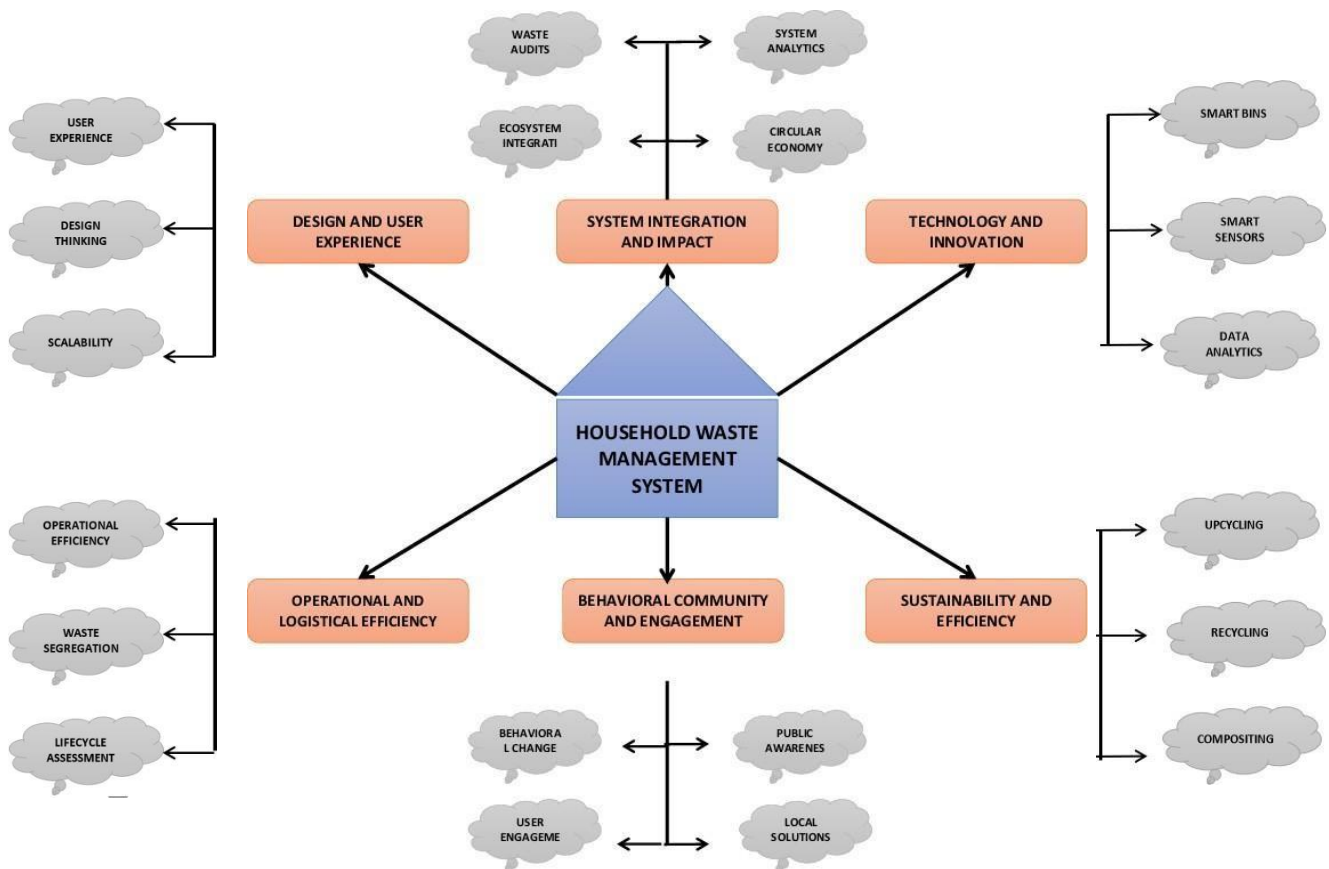 WASTE
AUDITS
SYSTEM
ANALYTICS
USER
EXPERIENCE
SMART BINS
ECOSYSTEM
INTEGRATI
CIRCULAR
ECONOMY
DESIGN
THINKING
DESIGN AND USER
EXPERIENCE
SYSTEM INTEGRATION
AND IMPACT
TECHNOLOGY AND
INNOVATION
SMART
SENSORS
SCALABILITY
DATA
ANALYTICS
HOUSEHOLD WASTE
MANAGEMENT
SYSTEM
OPERATIONAL
EFFICIENCY
UPCYCLING
OPERATIONAL AND
LOGISTICAL EFFICIENCY
BEHAVIORAL COMMUNITY
AND ENGAGEMENT
SUSTAINABILITY AND
EFFICIENCY
WASTE
SEGREGATION
RECYCLING
LIFECYCLE
ASSESSMENT
BEHAVIORA
L CHANGE
PUBLIC
AWARENES
COMPOSITING
USER
ENGAGEME
LOCAL
SOLUTIONS